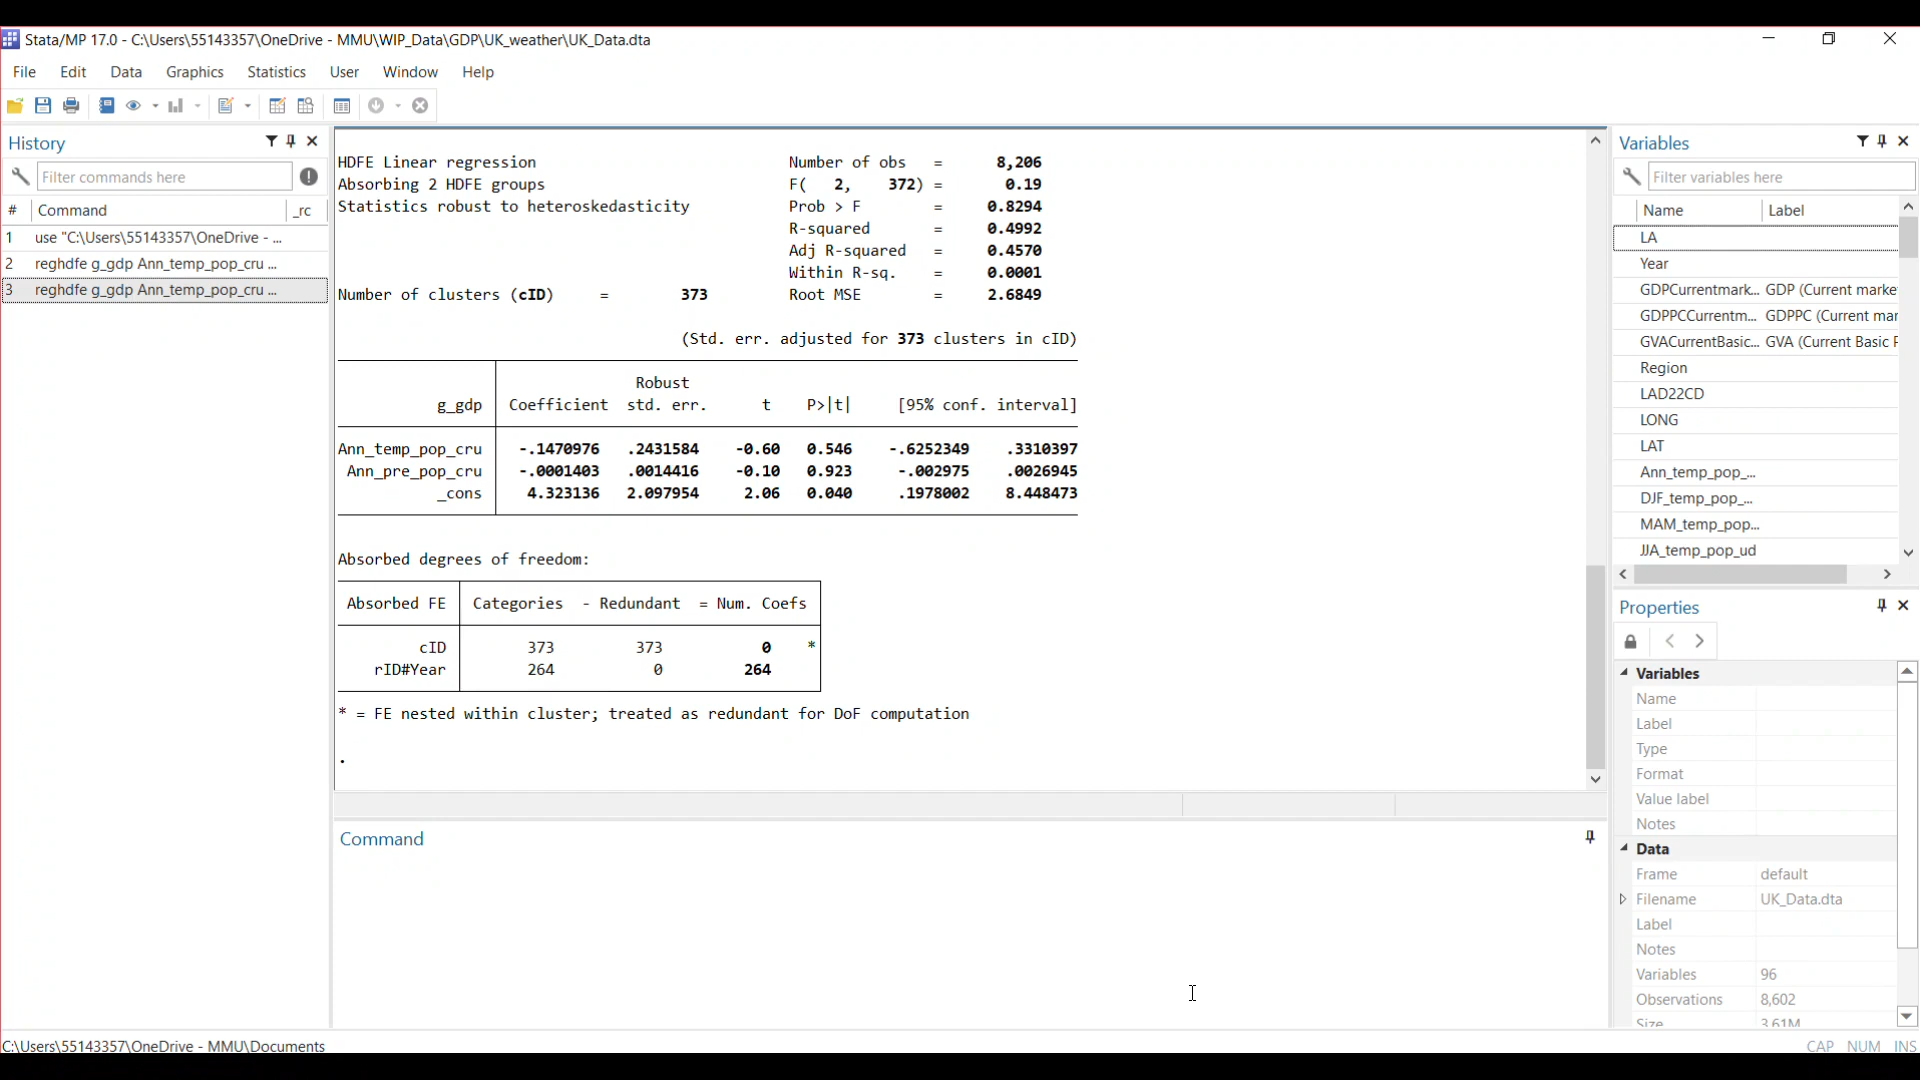 Stata/MP 17.0 - C:\Users\55143357\OneDrive - MMU\WIP_Data\GDP\UK_weather\UK_Data.dta
File Edit Data Graphics Statistics User Window Help
History
Filter commands here
# Command _rc
1 use "C:\Users\55143357\OneDrive - ...
2 reghdfe g_gdp Ann_temp_pop_cru ...
3 reghdfe g_gdp Ann_temp_pop_cru ...
HDFE Linear regression Number of obs = 8,206
Absorbing 2 HDFE groups F( 2, 372) = 0.19
Statistics robust to heteroskedasticity Prob > F = 0.8294
R-squared = 0.4992
Adj R-squared = 0.4570
Within R-sq. = 0.0001
Number of clusters (cID) = 373 Root MSE = 2.6849
(Std. err. adjusted for 373 clusters in cID)
Robust
g_gdp Coefficient std. err. t P>|t| [95% conf. interval]
Ann_temp_pop_cru -.1470976 .2431584 -0.60 0.546 -.6252349 .3310397
Ann_pre_pop_cru -.0001403 .0014416 -0.10 0.923 -.002975 .0026945
_cons 4.323136 2.097954 2.06 0.040 .1978002 8.448473
Absorbed degrees of freedom:
Absorbed FE Categories - Redundant = Num. Coefs
cID 373 373 0 *
rID#Year 264 0 264
* = FE nested within cluster; treated as redundant for DoF computation
.
Command
Variables
Filter variables here
Name Label
LA
Year
GDPCurrentmark... GDP (Current marke
GDPPCCurrentm... GDPPC (Current mar
GVACurrentBasic... GVA (Current Basic P
Region
LAD22CD
LONG
LAT
Ann_temp_pop_...
DJF_temp_pop_...
MAM_temp_pop...
JJA_temp_pop_ud
Properties
Variables
Name
Label
Type
Format
Value label
Notes
Data
Frame default
Filename UK_Data.dta
Label
Notes
Variables 96
Observations 8,602
Size 3.61M
C:\Users\55143357\OneDrive - MMU\Documents
CAP NUM INS